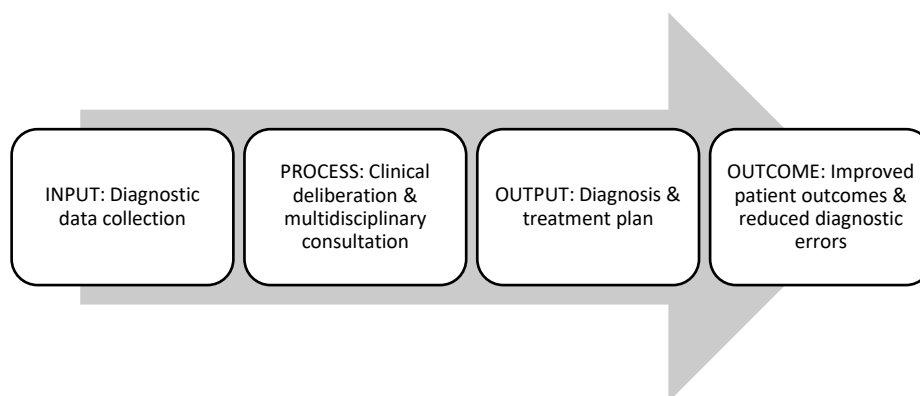 INPUT: Diagnostic
data collection
PROCESS: Clinical
deliberation &
multidisciplinary
consultation
OUTPUT: Diagnosis &
treatment plan
OUTCOME: Improved
patient outcomes &
reduced diagnostic
errors